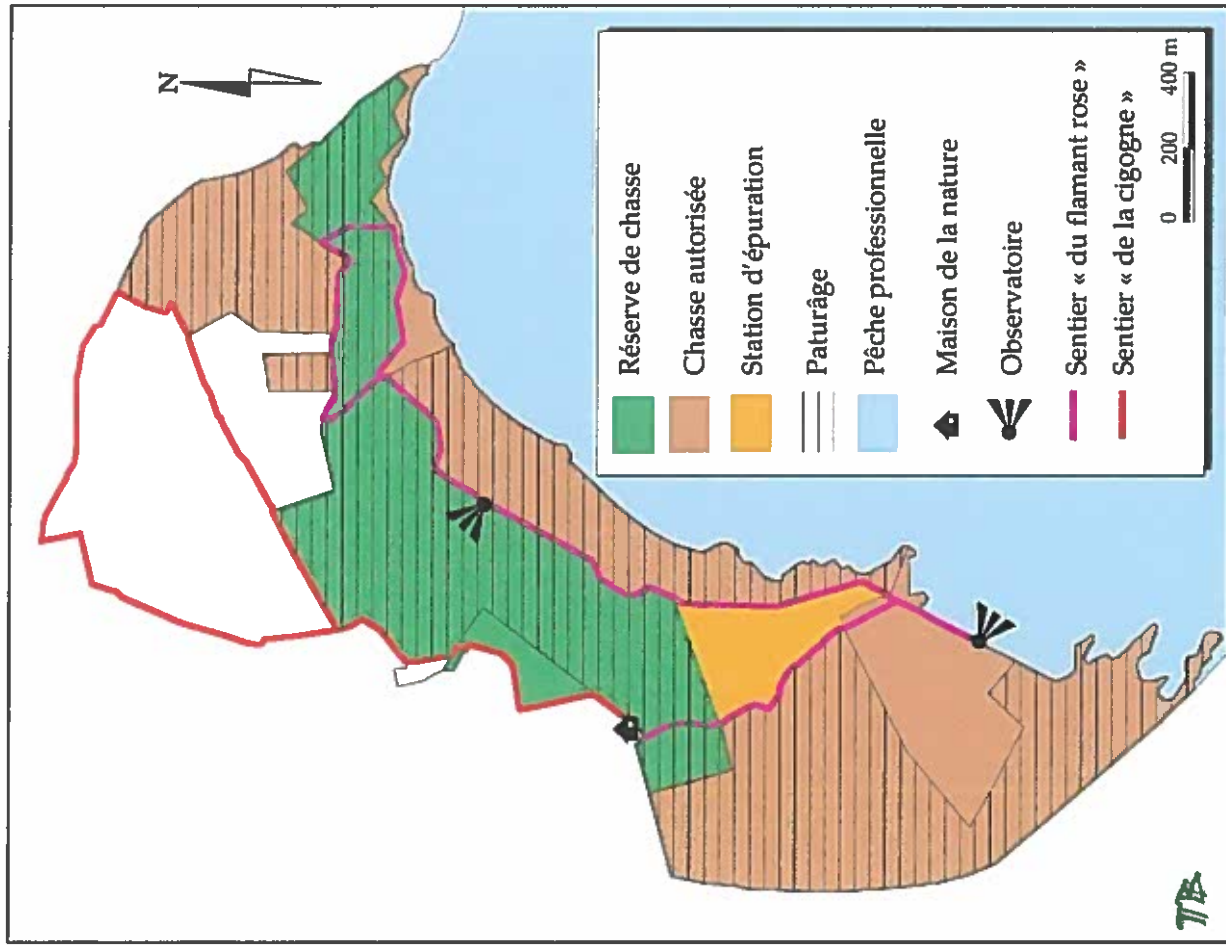 N
Réserve de chasse
Chasse autorisée
Station d'épuration
Paturâge
Pêche professionnelle
Maison de la nature
Observatoire
Sentier « du flamant rose »
Sentier « de la cigogne »
0 200 400 m
TB